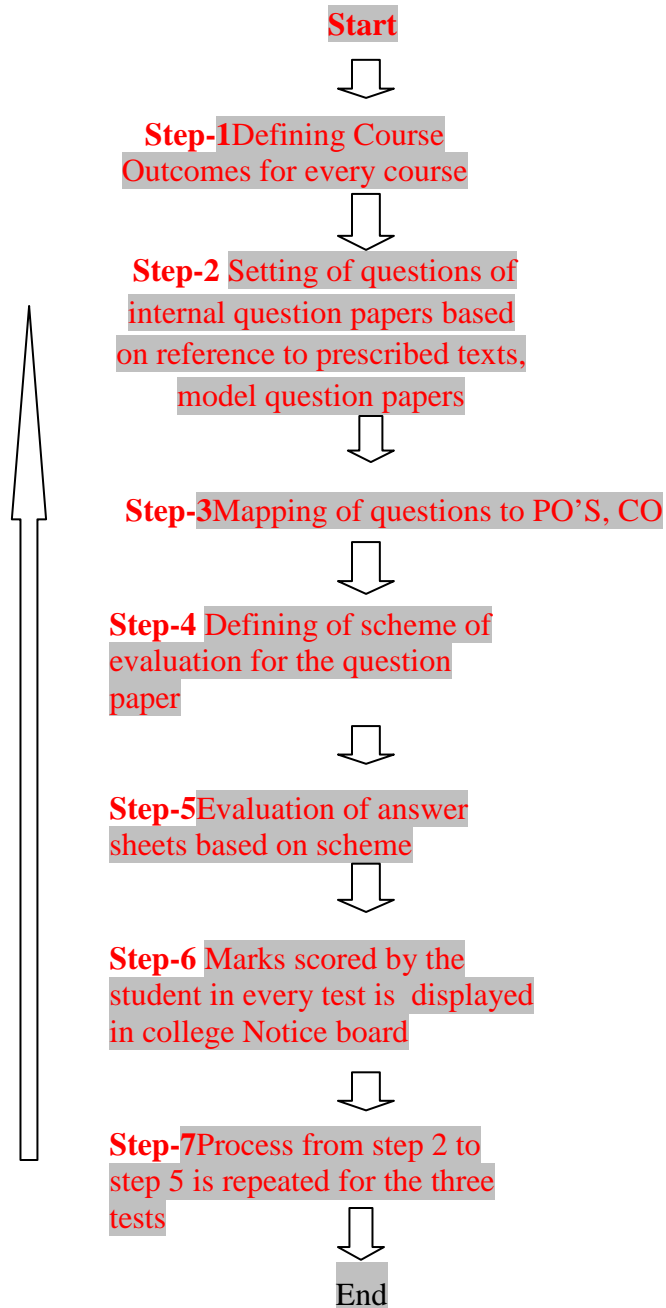 Start
Step-1Defining Course
Outcomes for every course
Step-2 Setting of questions of
internal question papers based
on reference to prescribed texts,
model question papers
Step-3Mapping of questions to PO’S, CO
Step-4 Defining of scheme of
evaluation for the question
paper
Step-5Evaluation of answer
sheets based on scheme
Step-6 Marks scored by the
student in every test is  displayed
in college Notice board
Step-7Process from step 2 to
step 5 is repeated for the three
tests
End